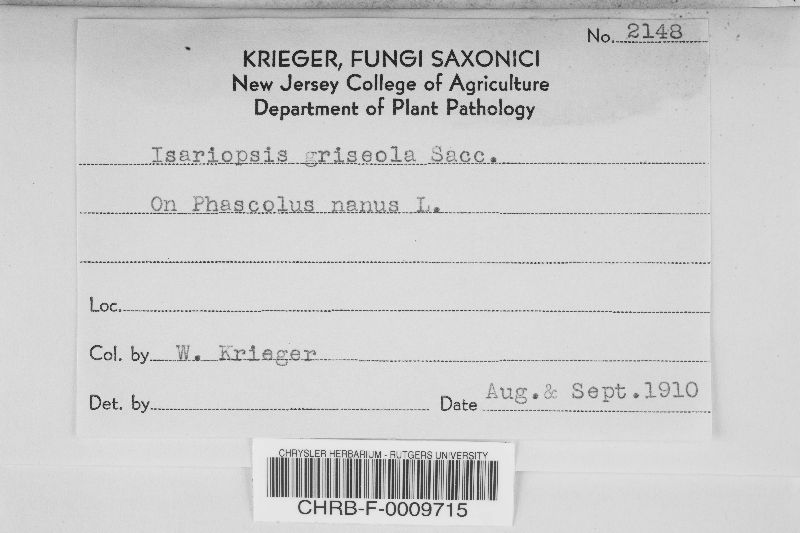 No. 2148
KRIEGER, FUNGI SAXONICI
New Jersey College of Agriculture
Department of Plant Pathology
Isariopsis griseola Sacc.
On Phascolus nanus L.
Loc.
Col. by W. Krieger
Det. by
Date Aug. & Sept. 1910
CHRYSLER HERBARIUM - RUTGERS UNIVERSITY
CHRB-F-0009715